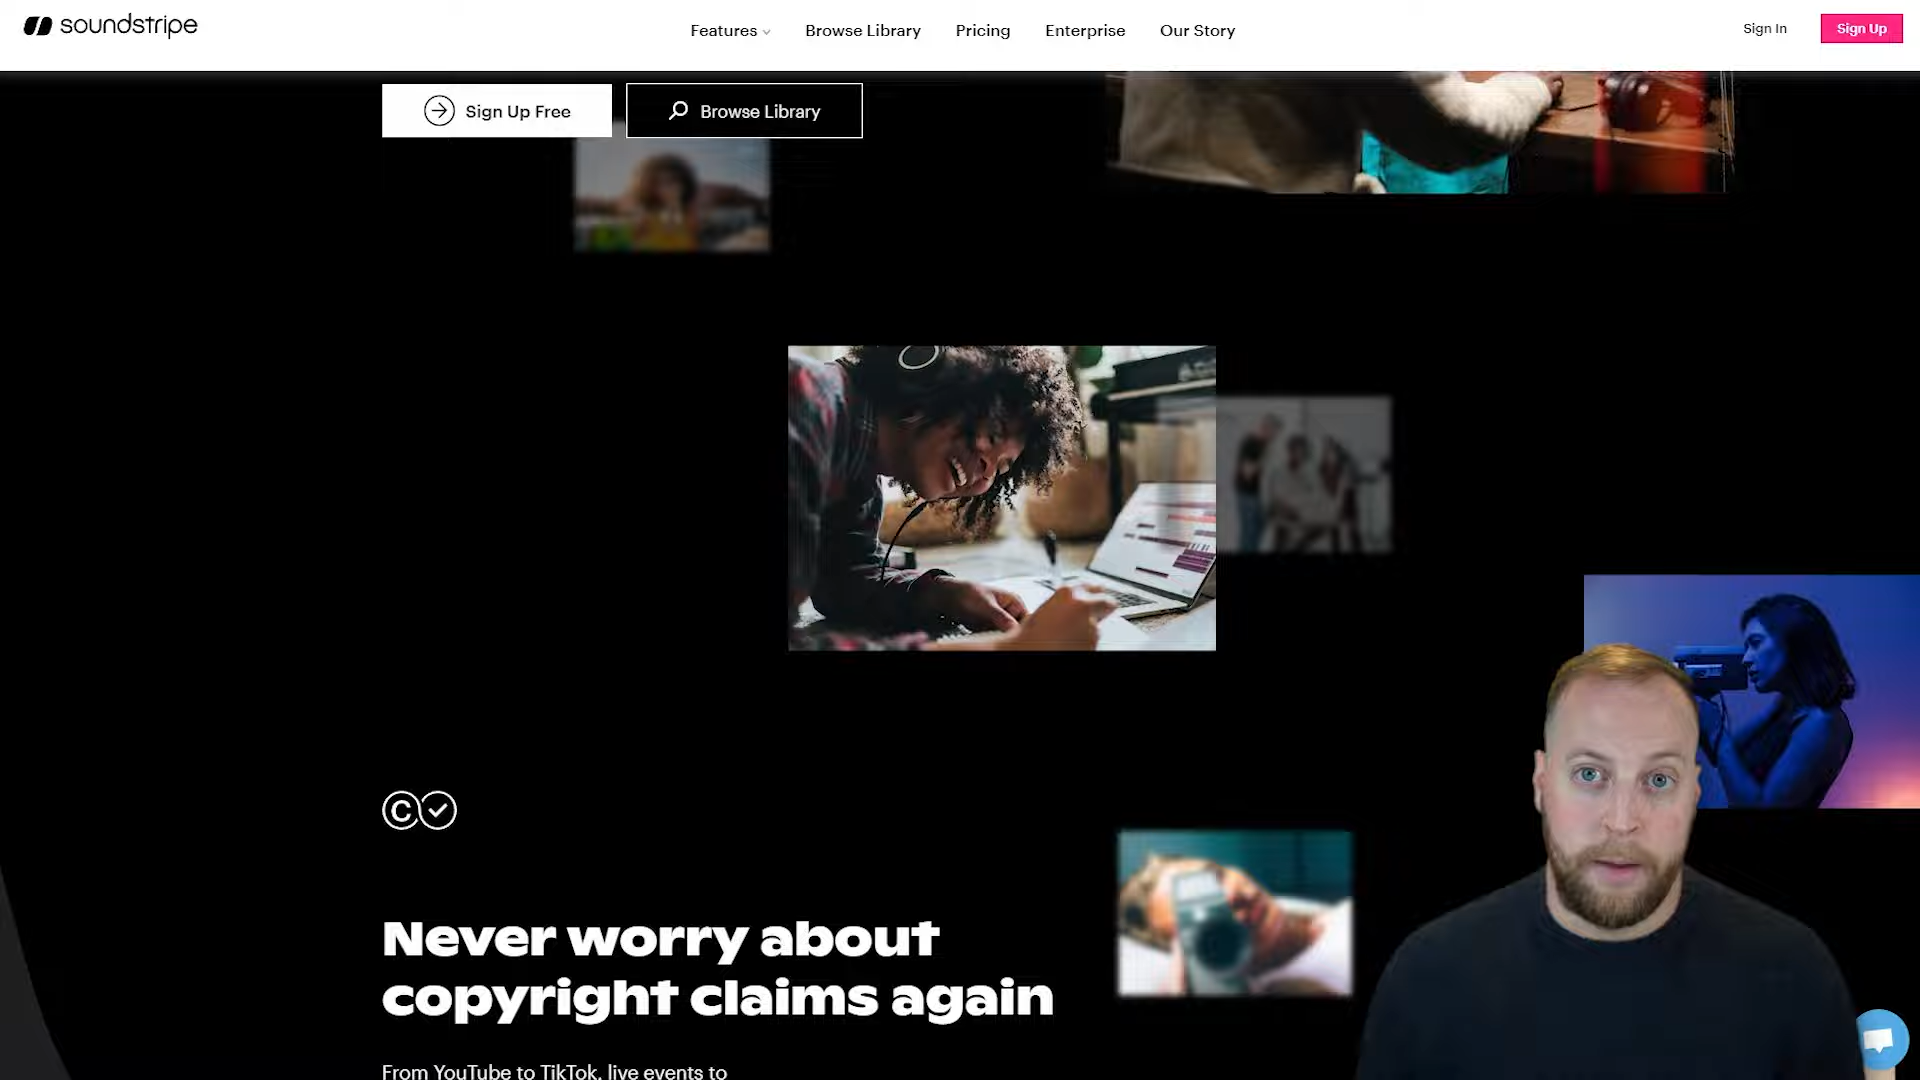 soundstripe
Features
Browse Library
Pricing
Enterprise
Our Story
Sign In
Sign Up
Sign Up Free
Browse Library
C
Never worry about
copyright claims again
From YouTube to TikTok, live events to